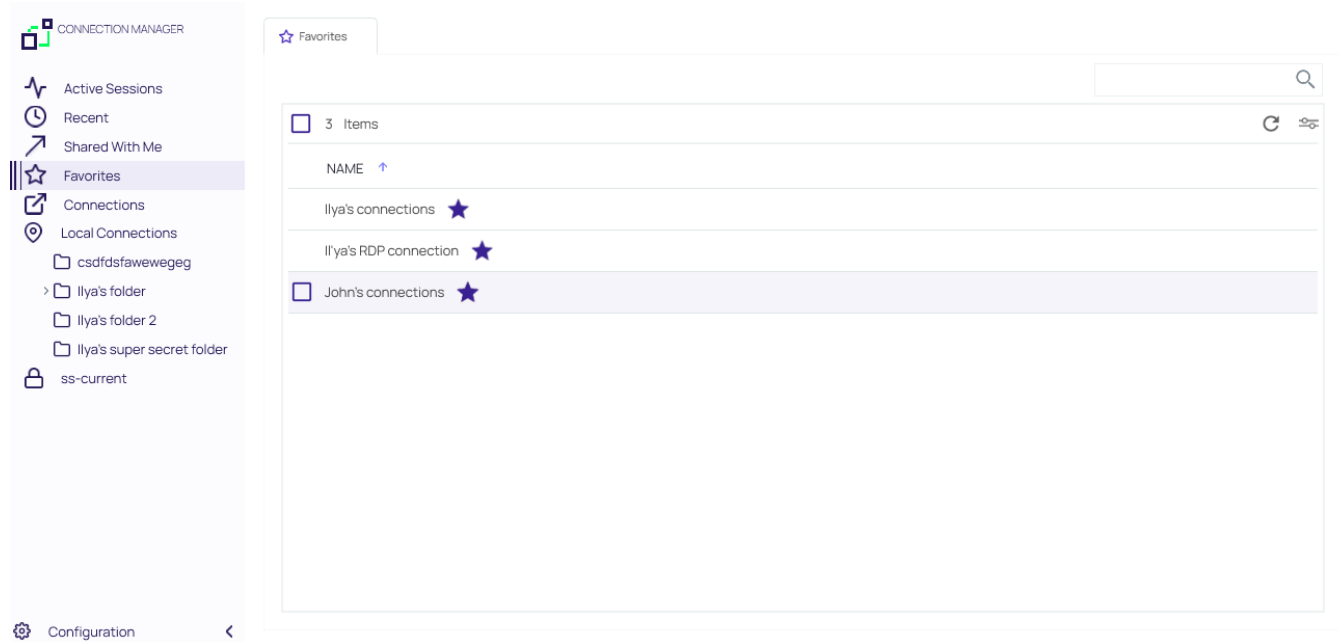 CONNECTION MANAGER
Active Sessions
Recent
Shared With Me
Favorites
Connections
Local Connections
csdfdsfawewegeg
Ilya's folder
Ilya's folder 2
Ilya's super secret folder
ss-current
Configuration
Favorites
3 Items
NAME
Ilya's connections
Il'ya's RDP connection
John's connections